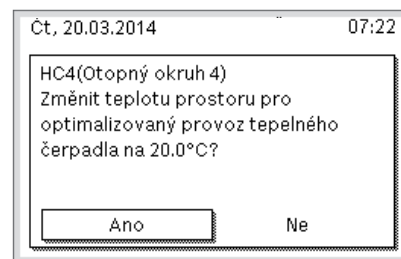 Čt, 20.03.2014 07:22
HC4(Otopný okruh 4)
Změnit teplotu prostoru pro
optimalizovaný provoz tepelného
čerpadla na 20.0°C?
Ano Ne